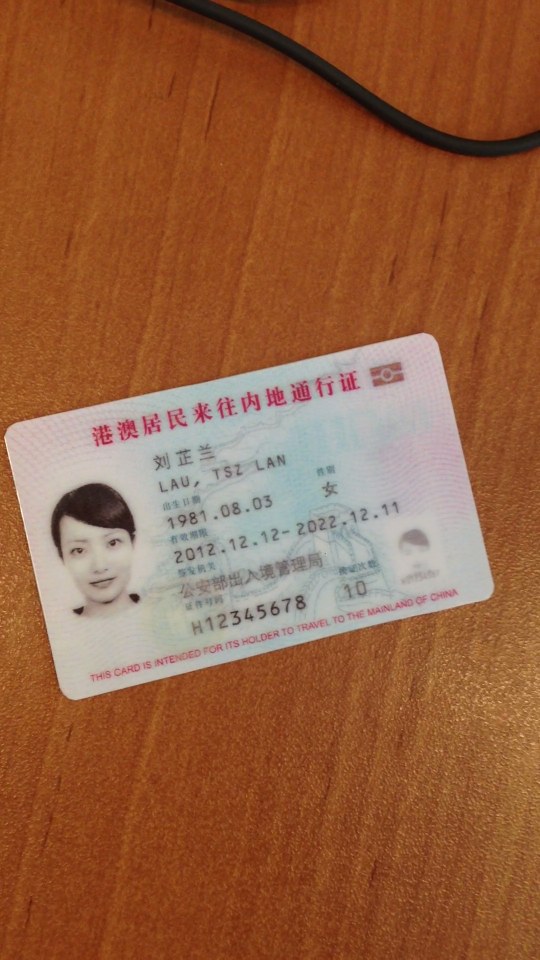 港澳居民来往内地通行证
刘芷兰
LAU, TSZ LAN
出生日期 性别
1981.08.03 女
有效期限
2012.12.12-2022.12.11
签发机关
公安部出入境管理局
证件号码 换证次数
H12345678 10
THIS CARD IS INTENDED FOR ITS HOLDER TO TRAVEL TO THE MAINLAND OF CHINA